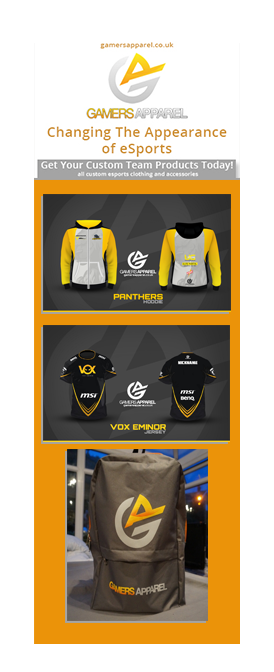 gamersapparel.co.uk
GAMERS APPAREL
Changing The Appearance
of eSports
Get Your Custom Team Products Today!
all custom esports clothing and accessories
GAMERS APPAREL
PANTHERS
HODIE
VOX
msi
NICKNAME
msi
BenQ
GAMERS APPAREL
VOX EMINOR
JERSEY
GAMERS APPAREL